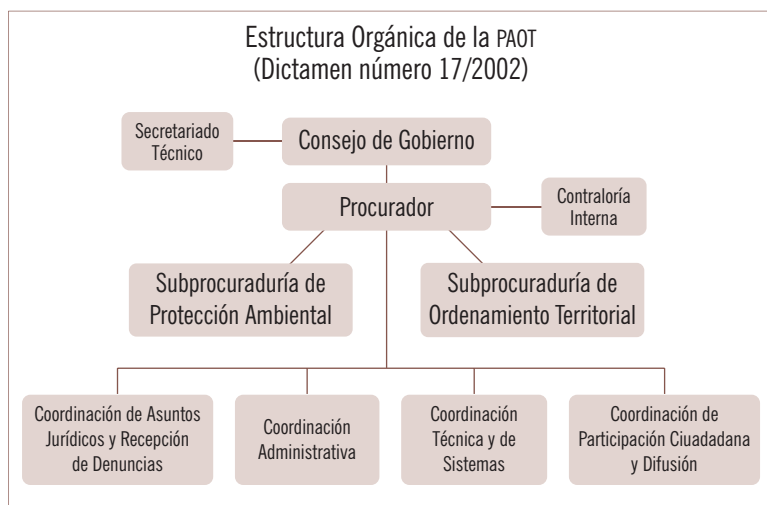 Estructura Orgánica de la PAOT
(Dictamen número 17/2002)
Secretariado
Técnico
Consejo de Gobierno
Procurador
Contraloría
Interna
Subprocuraduría de
Protección Ambiental
Subprocuraduría de
Ordenamiento Territorial
Coordinación de Asuntos
Jurídicos y Recepción
de Denuncias
Coordinación
Administrativa
Coordinación
Técnica y de
Sistemas
Coordinación de
Participación Ciuadadana
y Difusión